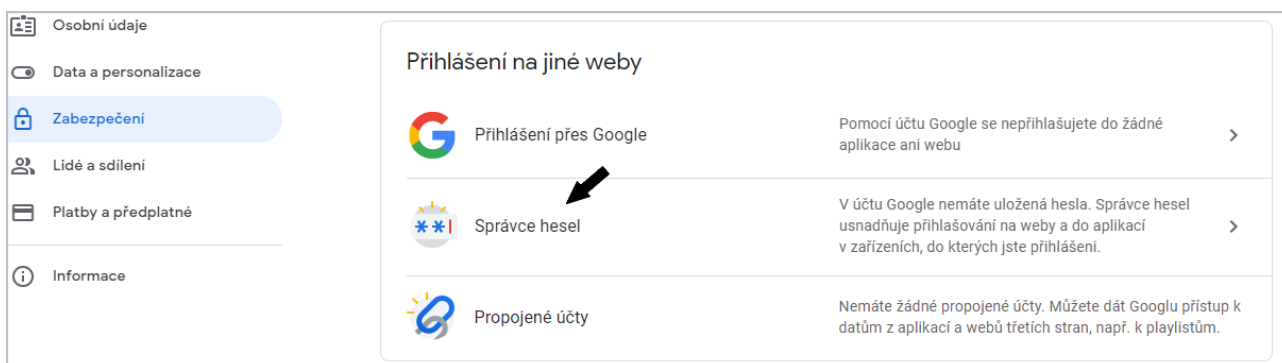 Osobní údaje
Data a personalizace
Zabezpečení
Lidé a sdílení
Platby a předplatné
Informace
Přihlášení na jiné weby
Přihlášení přes Google
Pomocí účtu Google se nepřihlašujete do žádné
aplikace ani webu
Správce hesel
V účtu Google nemáte uložená hesla. Správce hesel
usnadňuje přihlašování na weby a do aplikací
v zařízeních, do kterých jste přihlášeni.
Propojené účty
Nemáte žádné propojené účty. Můžete dát Googlu přístup k
datům z aplikací a webů třetích stran, např. k playlistům.